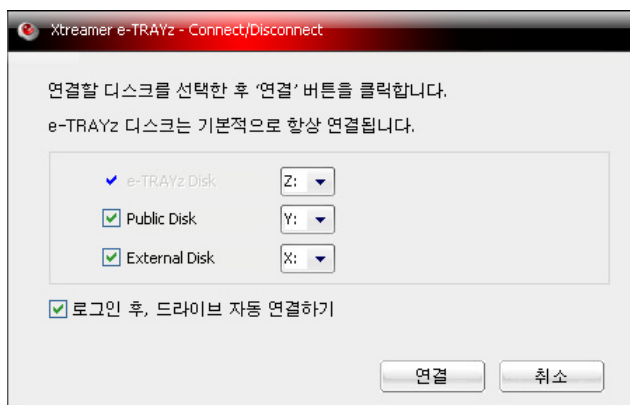 Xtreamer e-TRAYz - Connect/Disconnect
연결할 디스크를 선택한 후 '연결' 버튼을 클릭합니다.
e-TRAYz 디스크는 기본적으로 항상 연결됩니다.
e-TRAYz Disk Z:
Public Disk Y:
External Disk X:
로그인 후, 드라이브 자동 연결하기
연결 취소